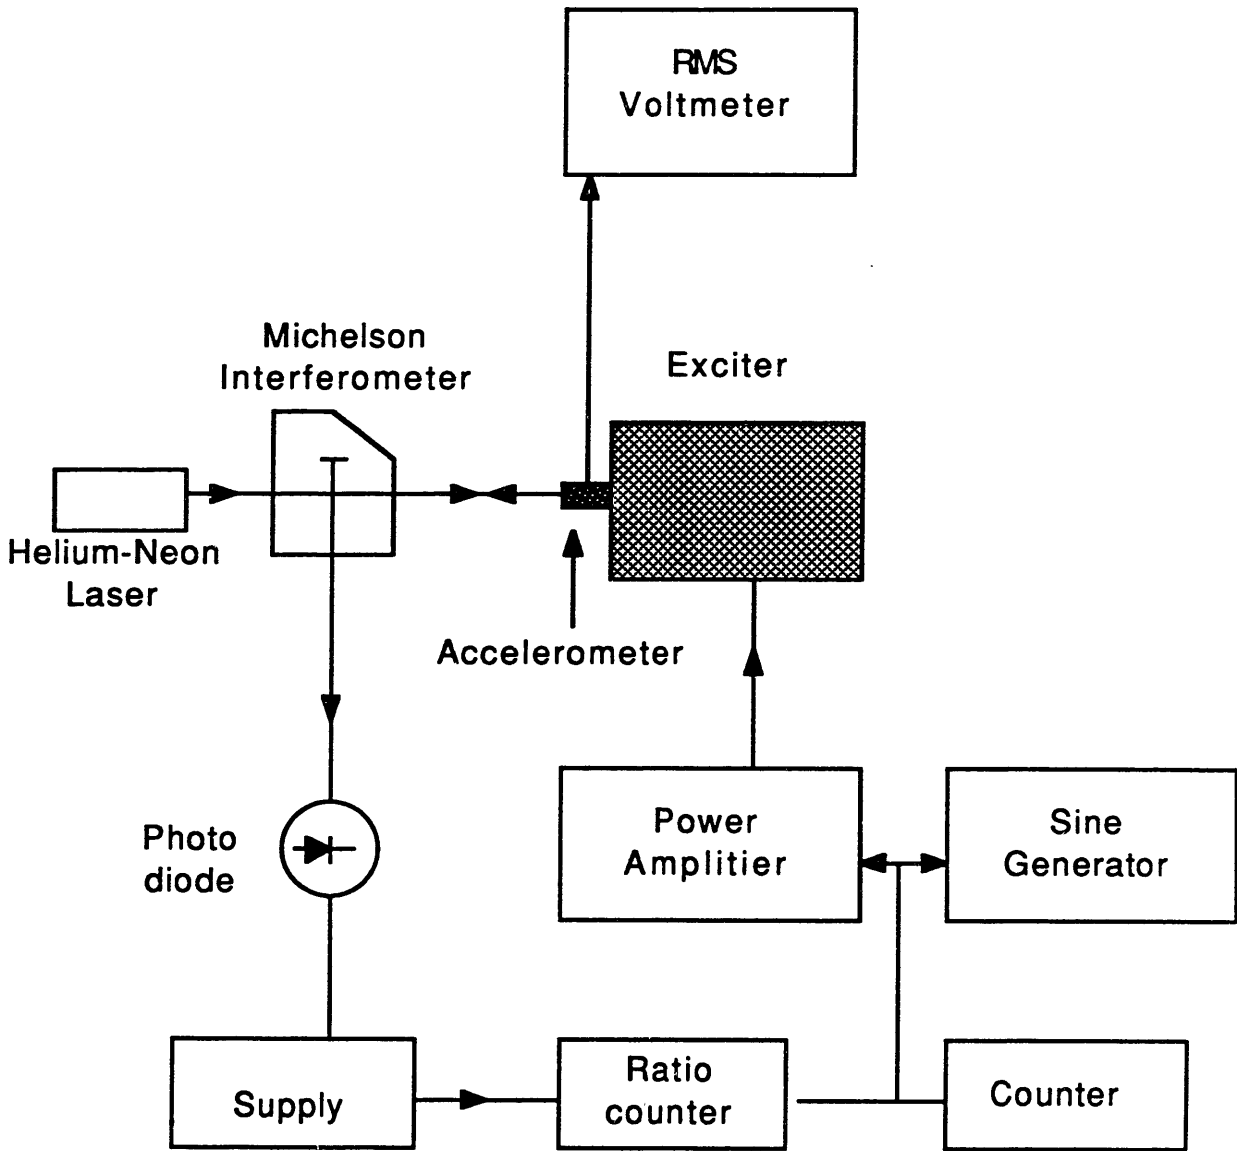 RMS
Voltmeter
Michelson
Interferometer
Exciter
Helium-Neon
Laser
Accelerometer
Photo
diode
Power
Amplitier
Sine
Generator
Supply
Ratio
counter
Counter